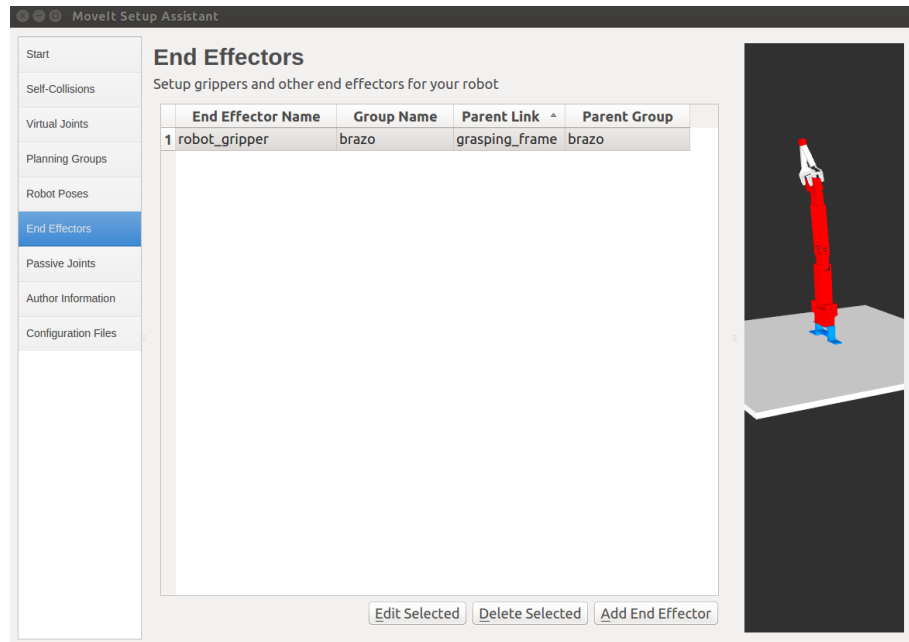 MoveIt Setup Assistant
Start
Self-Collisions
Virtual Joints
Planning Groups
Robot Poses
End Effectors
Passive Joints
Author Information
Configuration Files
End Effectors
Setup grippers and other end effectors for your robot
End Effector Name Group Name Parent Link Parent Group
1 robot_gripper brazo grasping_frame brazo
Edit Selected Delete Selected Add End Effector